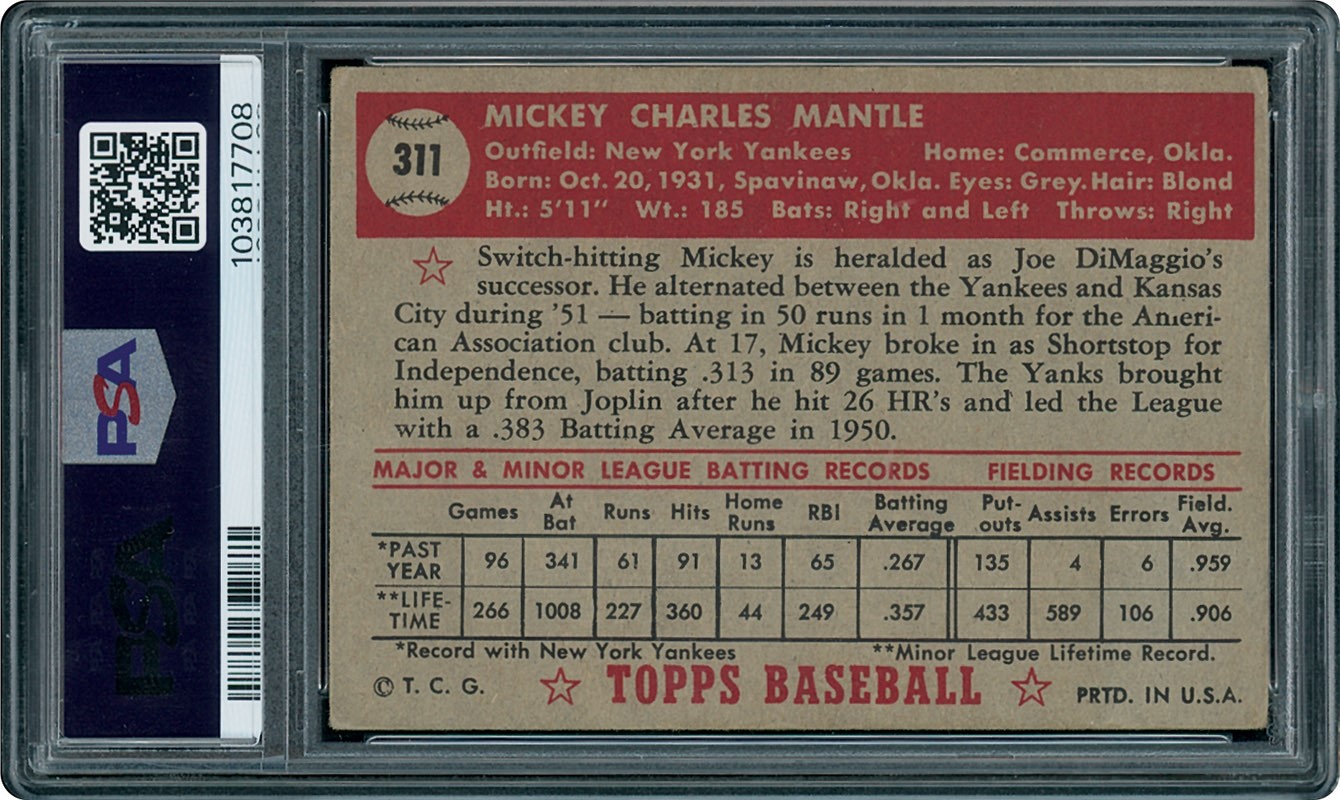 103817708
PSA
PSA
311
MICKEY CHARLES MANTLE
Outfield: New York Yankees Home: Commerce, Okla.
Born: Oct. 20, 1931, Spavinaw, Okla. Eyes: Grey. Hair: Blond
Ht.: 5'11" Wt.: 185 Bats: Right and Left Throws: Right
Switch-hitting Mickey is heralded as Joe DiMaggio's
successor. He alternated between the Yankees and Kansas
City during '51 — batting in 50 runs in 1 month for the Ameri-
can Association club. At 17, Mickey broke in as Shortstop for
Independence, batting .313 in 89 games. The Yanks brought
him up from Joplin after he hit 26 HR's and led the League
with a .383 Batting Average in 1950.
MAJOR & MINOR LEAGUE BATTING RECORDS FIELDING RECORDS
Games At Bat Runs Hits Home Runs RBI Batting Average Put-outs Assists Errors Field. Avg.
*PAST YEAR 96 341 61 91 13 65 .267 135 4 6 .959
**LIFE-TIME 266 1008 227 360 44 249 .357 433 589 106 .906
*Record with New York Yankees **Minor League Lifetime Record.
© T. C. G. TOPPS BASEBALL PRTD. IN U.S.A.